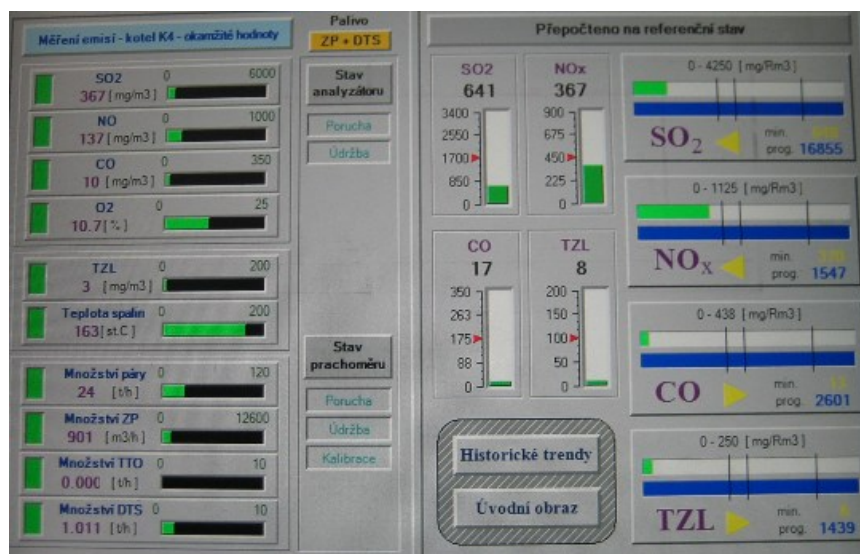 Měření emisí - kotel K4 - okamžité hodnoty
SO2 0 6000
367 [mg/m3]
NO 0 1000
137 [mg/m3]
CO 0 350
10 [mg/m3]
O2 0 25
10.7 [%]
TZL 0 200
3 [mg/m3]
Teplota spalin 0 200
163 [st.C]
Množství páry 0 120
24 [t/h]
Množství ZP 0 12600
901 [m3/h]
Množství TTO 0 10
0.000 [t/h]
Množství DTS 0 10
1.011 [t/h]
Palivo
ZP + DTS
Stav
analyzátoru
Porucha
Údržba
Stav
prachoměru
Porucha
Údržba
Kalibrace
Přepočteno na referenční stav
SO2
641
3400
2550
1700
850
0
NOx
367
900
675
450
225
0
CO
17
350
263
175
88
0
TZL
8
200
150
100
50
0
Historické trendy
Úvodní obraz
0 - 4250 [mg/Rm3]
SO2
min.
prog. 16855
0 - 1125 [mg/Rm3]
NOx
min.
prog. 1547
0 - 438 [mg/Rm3]
CO
min.
prog. 2601
0 - 250 [mg/Rm3]
TZL
min.
prog. 1439